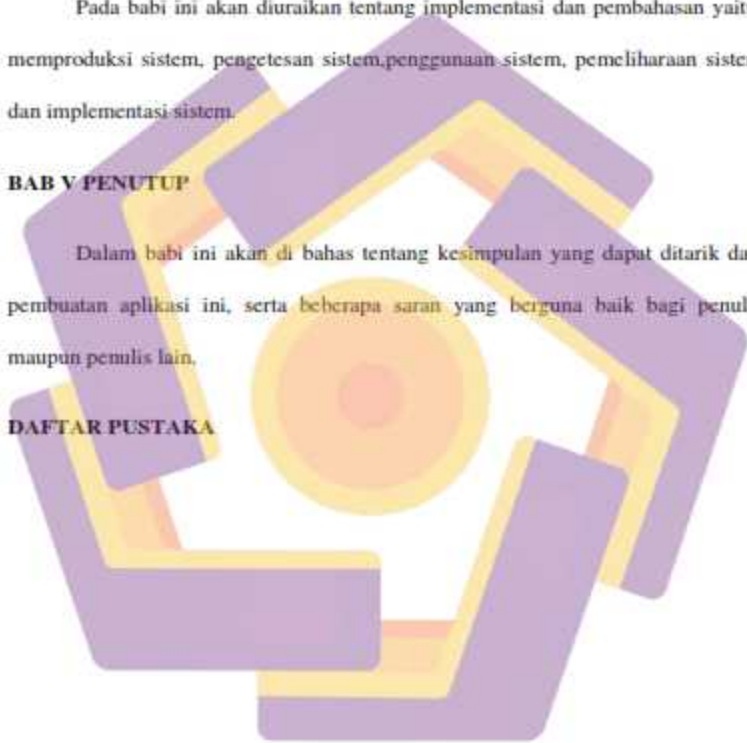 Pada babi ini akan diuraikan tentang implementasi dan pembahasan yait
memproduksi sistem, pengetesan sistem,penggunaan sistem, pemeliharaan sister
dan implementasi sistem.
BAB V PENUTUP
Dalam babi ini akan di bahas tentang kesimpulan yang dapat ditarik da
pembuatan aplikasi ini, serta beberapa saran yang berguna baik bagi penul
maupun penulis lain.
DAFTAR PUSTAKA